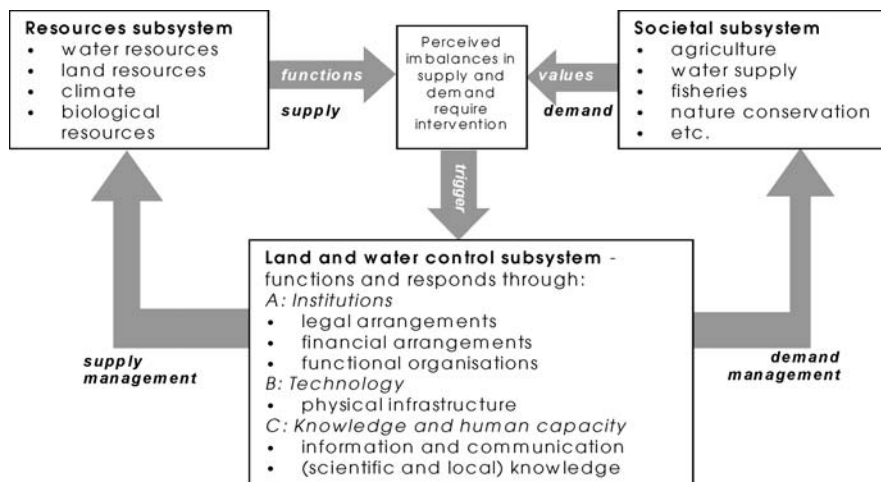 Resources subsystem
• water resources
• land resources
• climate
• biological
resources
functions
supply
Perceived
imbalances in
supply and
demand
require
intervention
values
demand
Societal subsystem
• agriculture
• water supply
• fisheries
• nature conservation
• etc.
trigger
Land and water control subsystem -
functions and responds through:
A: Institutions
• legal arrangements
• financial arrangements
• functional organisations
B: Technology
• physical infrastructure
C: Knowledge and human capacity
• information and communication
• (scientific and local) knowledge
supply
management
demand
management